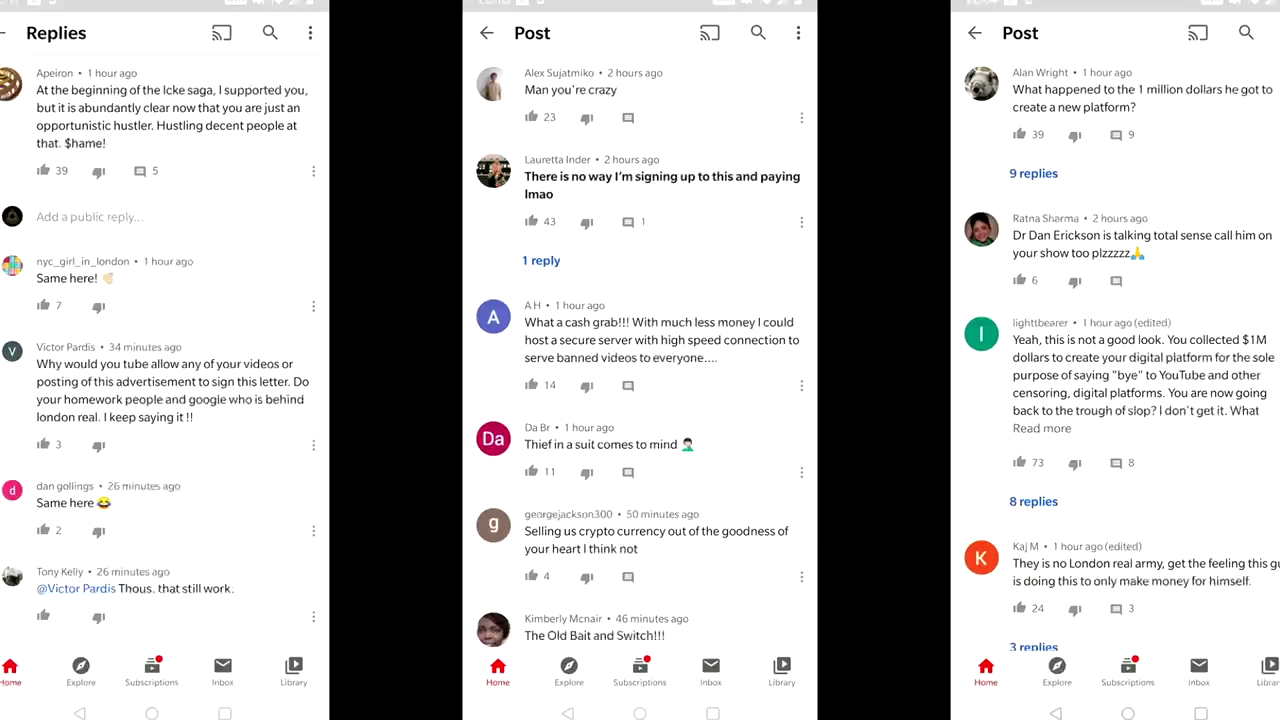 Replies
Apeiron • 1 hour ago
At the beginning of the Icke saga, I supported you,
but it is abundantly clear now that you are just an
opportunistic hustler. Hustling decent people at
that. $hame!
39 5
Add a public reply...
nyc_girl_in_london • 1 hour ago
Same here! 👏🏻
7
V
Victor Pardis • 34 minutes ago
Why would you tube allow any of your videos or
posting of this advertisement to sign this letter. Do
your homework people and google who is behind
london real. I keep saying it !!
3
d
dan gollings • 26 minutes ago
Same here 😂
2
Tony Kelly • 26 minutes ago
@Victor Pardis Thous. that still work.
Home Explore Subscriptions Inbox Library
Post
Alex Sujatmiko • 2 hours ago
Man you're crazy
23
Lauretta Inder • 2 hours ago
There is no way I'm signing up to this and paying
lmao
43 1
1 reply
A
A H • 1 hour ago
What a cash grab!!! With much less money I could
host a secure server with high speed connection to
serve banned videos to everyone....
14
Da
Da Br • 1 hour ago
Thief in a suit comes to mind 🤦🏻‍♂️
11
g
georgejackson300 • 50 minutes ago
Selling us crypto currency out of the goodness of
your heart I think not
4
Kimberly Mcnair • 46 minutes ago
The Old Bait and Switch!!!
Home Explore Subscriptions Inbox Library
Post
Alan Wright • 1 hour ago
What happened to the 1 million dollars he got to
create a new platform?
39 9
9 replies
Ratna Sharma • 2 hours ago
Dr Dan Erickson is talking total sense call him on
your show too plzzzzz🙏
6
l
lighttbearer • 1 hour ago (edited)
Yeah, this is not a good look. You collected $1M
dollars to create your digital platform for the sole
purpose of saying "bye" to YouTube and other
censoring, digital platforms. You are now going
back to the trough of slop? I don't get it. What
Read more
73 8
8 replies
K
Kaj M • 1 hour ago (edited)
They is no London real army, get the feeling this gu
is doing this to only make money for himself.
24 3
3 replies
Home Explore Subscriptions Inbox Librar